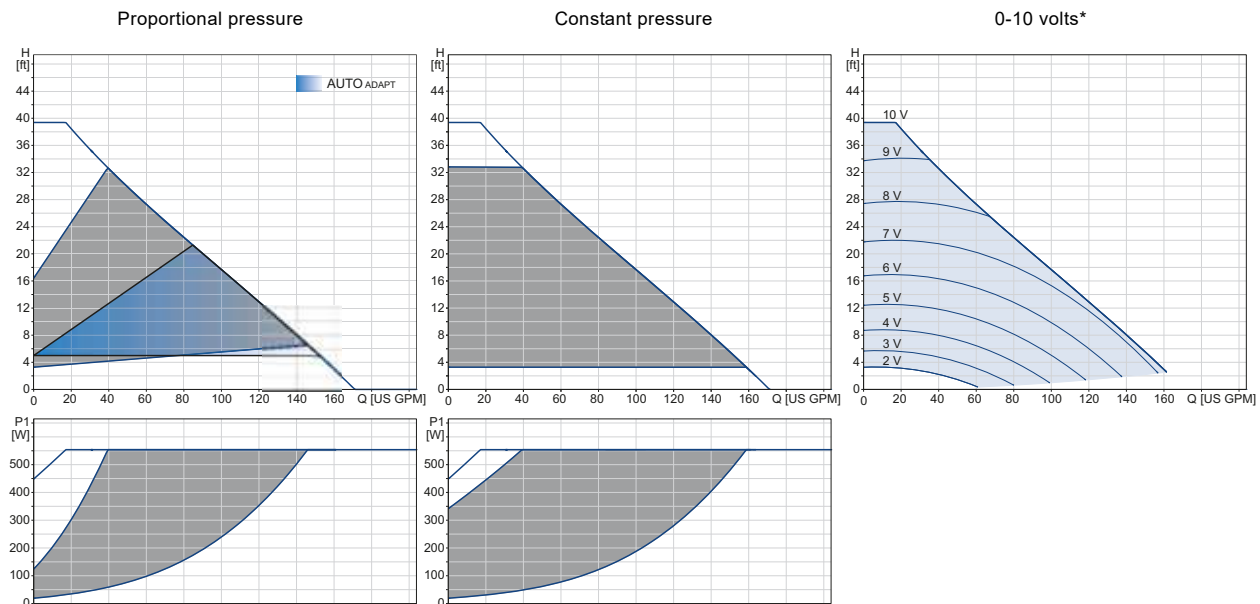 Proportional pressure
Constant pressure
0-10 volts*
H
[ft]
44
40
36
32
28
24
20
16
12
8
4
0
AUTO ADAPT
0 20 40 60 80 100 120 140 Q [US GPM]
H
[ft]
44
40
36
32
28
24
20
16
12
8
4
0
0 20 40 60 80 100 120 140 160 Q [US GPM]
H
[ft]
44
40
36
32
28
24
20
16
12
8
4
0
10 V
9 V
8 V
7 V
6 V
5 V
4 V
3 V
2 V
0 20 40 60 80 100 120 140 160 Q [US GPM]
P1
[W]
500
400
300
200
100
0
P1
[W]
500
400
300
200
100
0